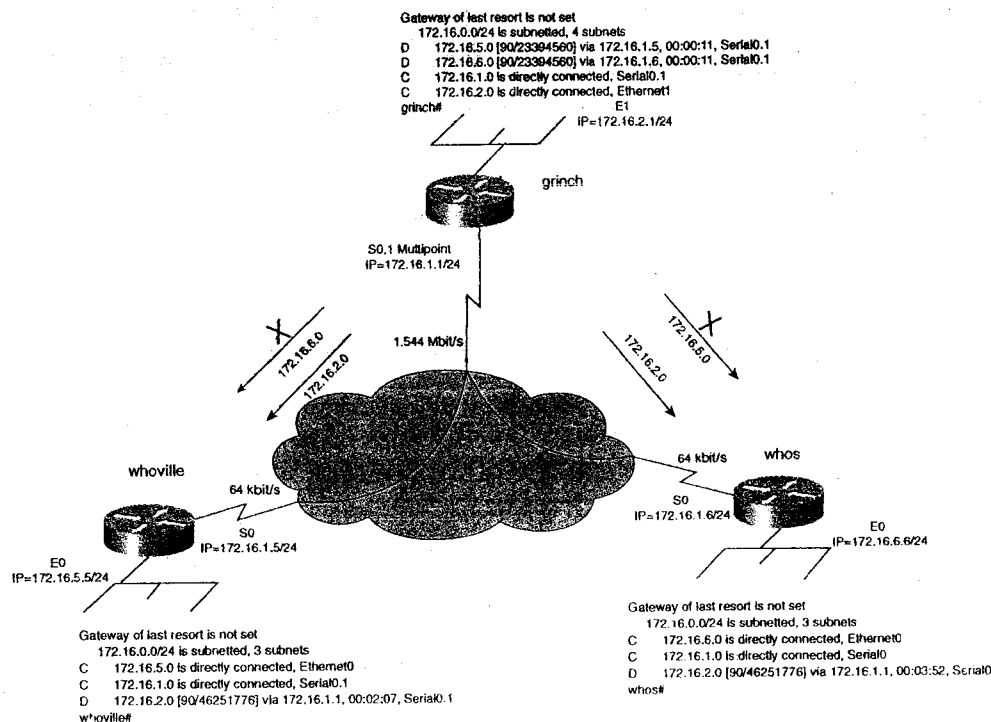 Gateway of last resort is not set
172.16.0.0/24 is subnetted, 4 subnets
D 172.16.5.0 [90/23394560] via 172.16.1.5, 00:00:11, Serial0.1
D 172.16.6.0 [90/23394560] via 172.16.1.6, 00:00:11, Serial0.1
C 172.16.1.0 is directly connected, Serial0.1
C 172.16.2.0 is directly connected, Ethernet1
grinch#
E1
IP=172.16.2.1/24
grinch
S0.1 Multipoint
IP=172.16.1.1/24
X
172.16.6.0
172.16.2.0
1.544 Mbit/s
X
172.16.5.0
172.16.2.0
whoville
64 kbit/s
S0
IP=172.16.1.5/24
E0
IP=172.16.5.5/24
64 kbit/s
whos
S0
IP=172.16.1.6/24
E0
IP=172.16.6.6/24
Gateway of last resort is not set
172.16.0.0/24 is subnetted, 3 subnets
C 172.16.5.0 is directly connected, Ethernet0
C 172.16.1.0 is directly connected, Serial0.1
D 172.16.2.0 [90/46251776] via 172.16.1.1, 00:02:07, Serial0.1
whoville#
Gateway of last resort is not set
172.16.0.0/24 is subnetted, 3 subnets
C 172.16.6.0 is directly connected, Ethernet0
C 172.16.1.0 is directly connected, Serial0
D 172.16.2.0 [90/46251776] via 172.16.1.1, 00:03:52, Serial0
whos#